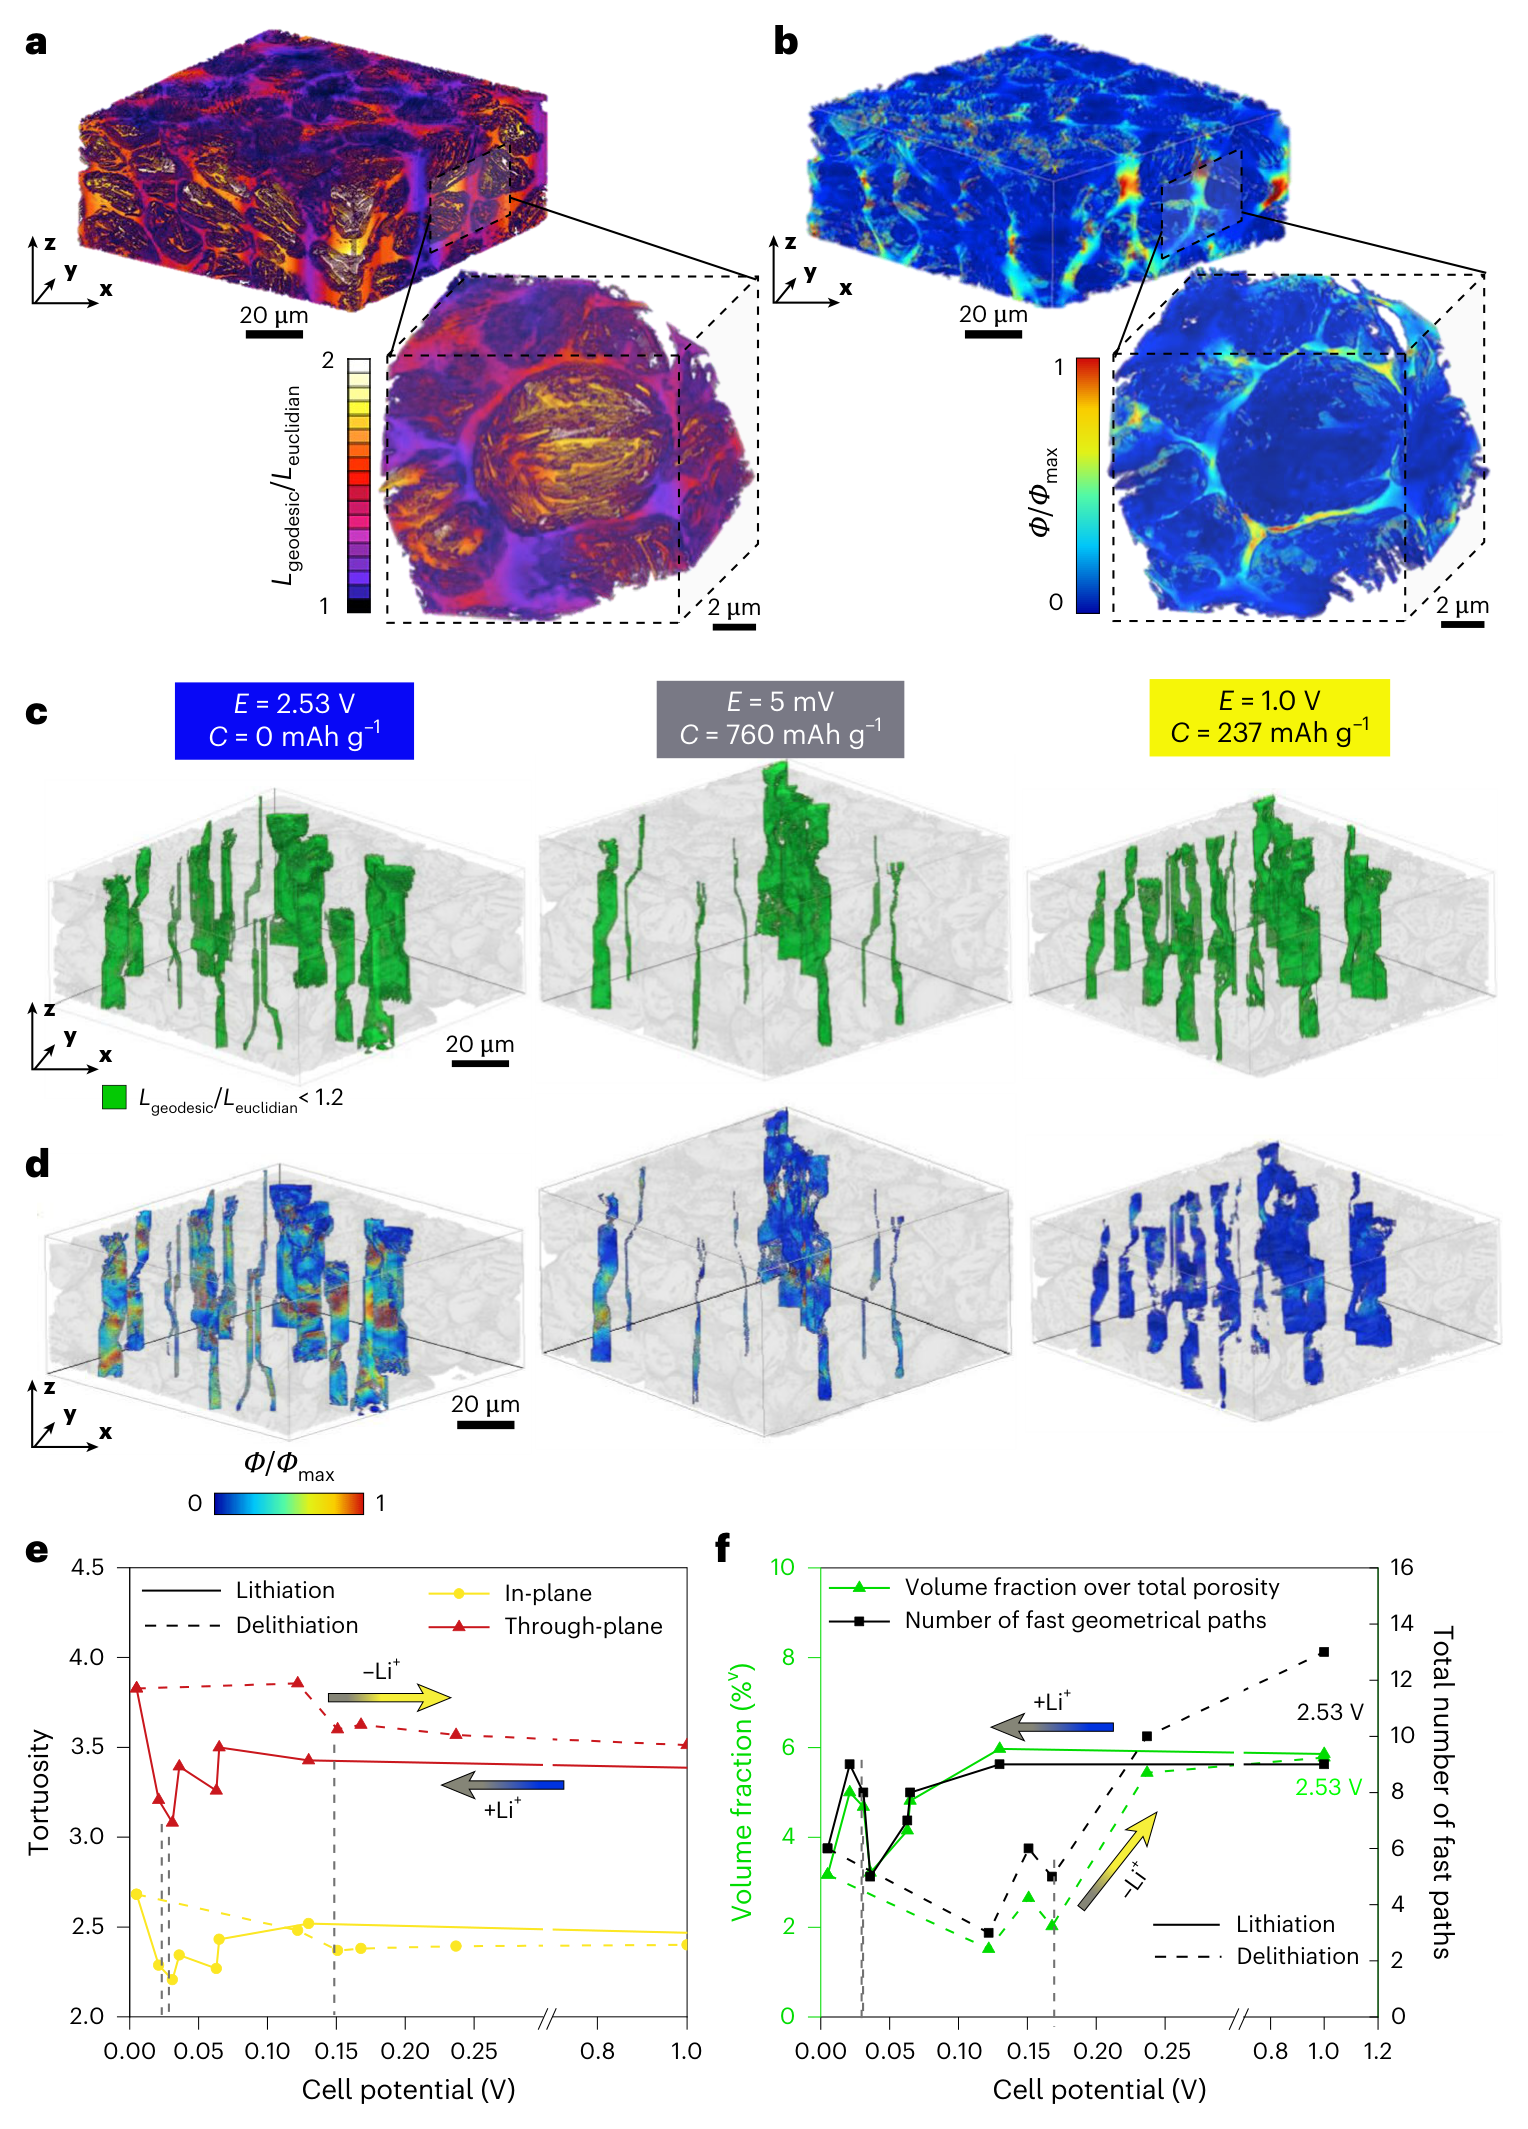 a
b
z
y
x
20 μm
z
y
x
20 μm
2
L geodesic/L euclidian
1
2 μm
1
Φ/Φ max
0
2 μm
c
E = 2.53 V
C = 0 mAh g⁻¹
E = 5 mV
C = 760 mAh g⁻¹
E = 1.0 V
C = 237 mAh g⁻¹
z
y
x
20 μm
L geodesic/L euclidian < 1.2
d
z
y
x
20 μm
Φ/Φ max
0 1
e
4.5
4.0
3.5
3.0
2.5
2.0
Tortuosity
Lithiation
Delithiation
In-plane
Through-plane
–Li⁺
+Li⁺
0.00 0.05 0.10 0.15 0.20 0.25 0.8 1.0
Cell potential (V)
f
10
8
6
4
2
0
Volume fraction (%ᵛ)
Volume fraction over total porosity
Number of fast geometrical paths
+Li⁺
2.53 V
2.53 V
–Li⁺
Lithiation
Delithiation
16
14
12
10
8
6
4
2
0
Total number of fast paths
0.00 0.05 0.10 0.15 0.20 0.25 0.8 1.0 1.2
Cell potential (V)